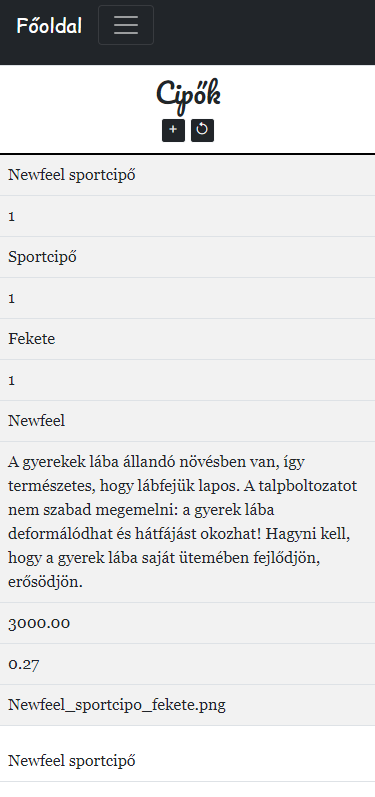 Főoldal
Cipők
+
Newfeel sportcipő
1
Sportcipő
1
Fekete
1
Newfeel
A gyerekek lába állandó növésben van, így
természetes, hogy lábfejük lapos. A talpboltozatot
nem szabad megemelni: a gyerek lába
deformálódhat és hátfájást okozhat! Hagyni kell,
hogy a gyerek lába saját ütemében fejlődjön,
erősödjön.
3000.00
0.27
Newfeel_sportcipo_fekete.png
Newfeel sportcipő